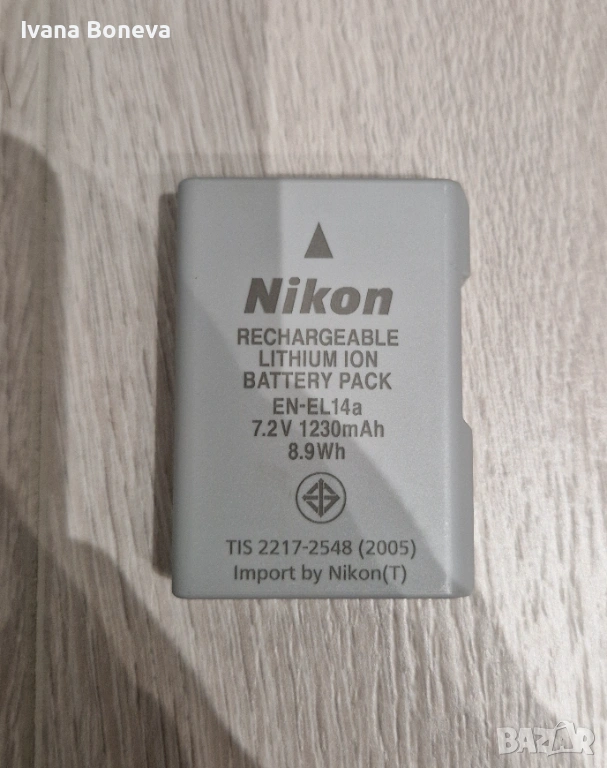 Ivana Boneva
Nikon
RECHARGEABLE
LITHIUM ION
BATTERY PACK
EN-EL14a
7.2V 1230mAh
8.9Wh
TIS 2217-2548 (2005)
Import by Nikon(T)
BAZAR